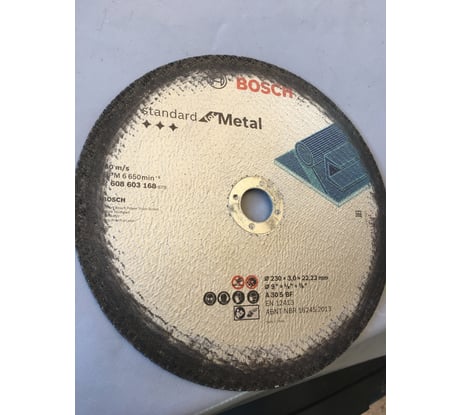 BOSCH
standard for Metal
80 m/s
RPM 6 650min⁻¹
608 603 168
BOSCH
Ø 230 × 3,0 × 22,23 mm
A 30 S BF
EN 12413
ABNT NBR 15245:2013